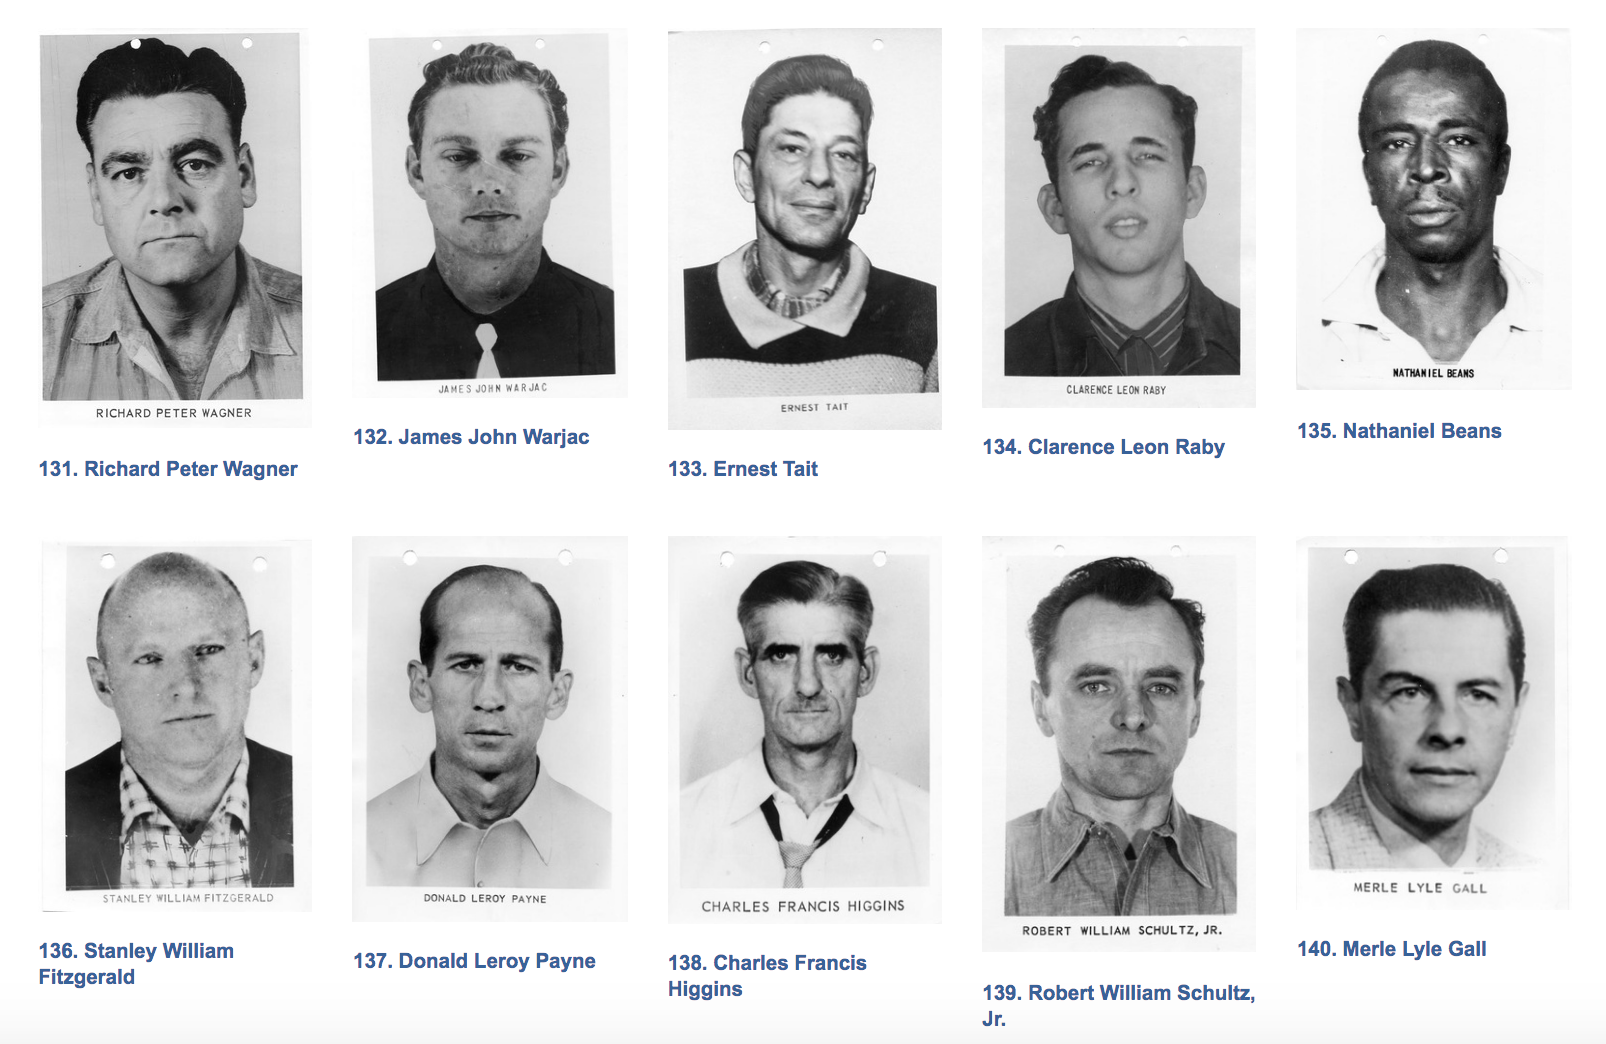 RICHARD PETER WAGNER
131. Richard Peter Wagner
JAMES JOHN WARJAC
132. James John Warjac
ERNEST TAIT
133. Ernest Tait
CLARENCE LEON RABY
134. Clarence Leon Raby
NATHANIEL BEANS
135. Nathaniel Beans
STANLEY WILLIAM FITZGERALD
136. Stanley William
Fitzgerald
DONALD LEROY PAYNE
137. Donald Leroy Payne
CHARLES FRANCIS HIGGINS
138. Charles Francis
Higgins
ROBERT WILLIAM SCHULTZ, JR.
139. Robert William Schultz,
Jr.
MERLE LYLE GALL
140. Merle Lyle Gall